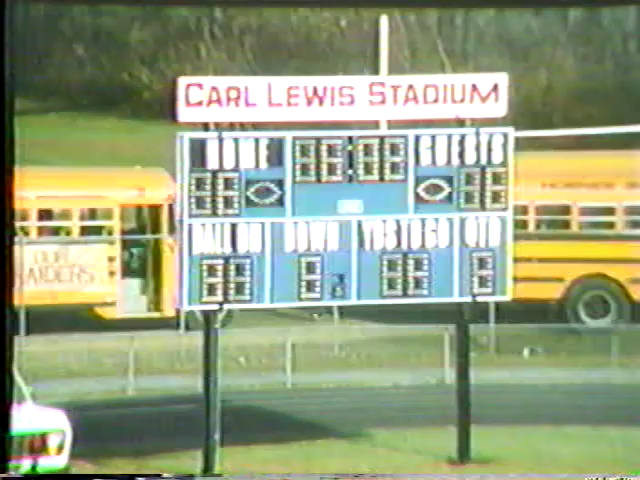 CARL LEWIS STADIUM
HOME GUESTS
BALL ON DOWN YDS TO GO QTR
OUR
RAIDERS